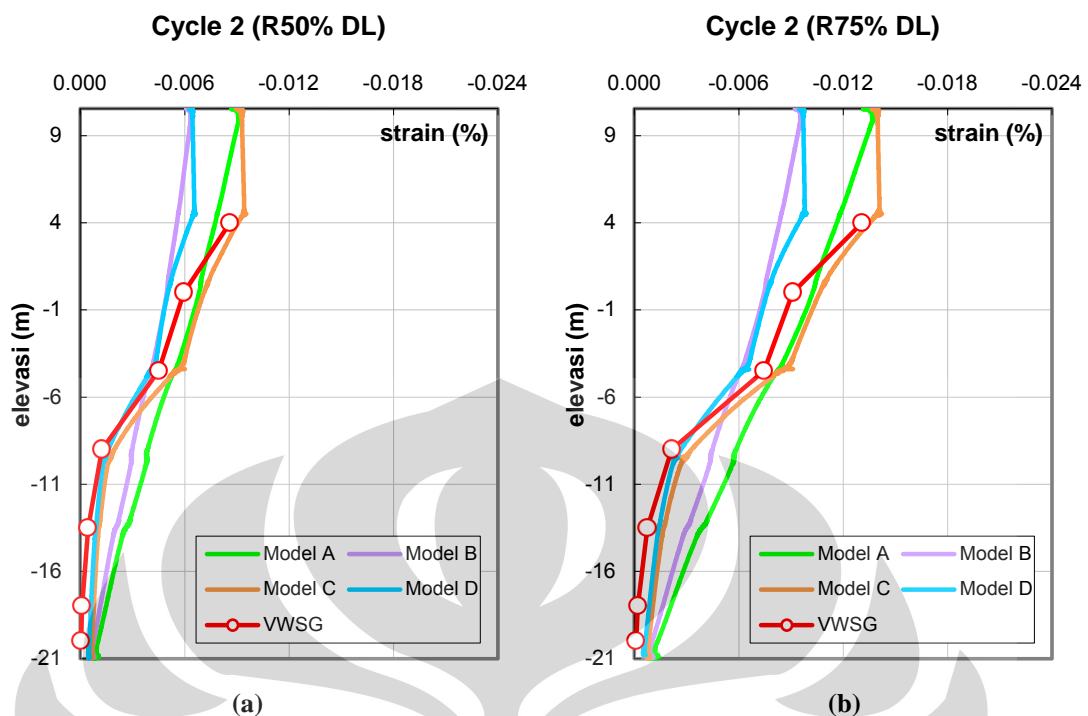 Cycle 2 (R50% DL)
0.000 -0.006 -0.012 -0.018 -0.024
strain (%)
9
4
-1
-6
-11
-16
-21
elevasi (m)
Model A Model B
Model C Model D
VWSG
(a)
Cycle 2 (R75% DL)
0.000 -0.006 -0.012 -0.018 -0.024
strain (%)
9
4
-1
-6
-11
-16
-21
elevasi (m)
Model A Model B
Model C Model D
VWSG
(b)